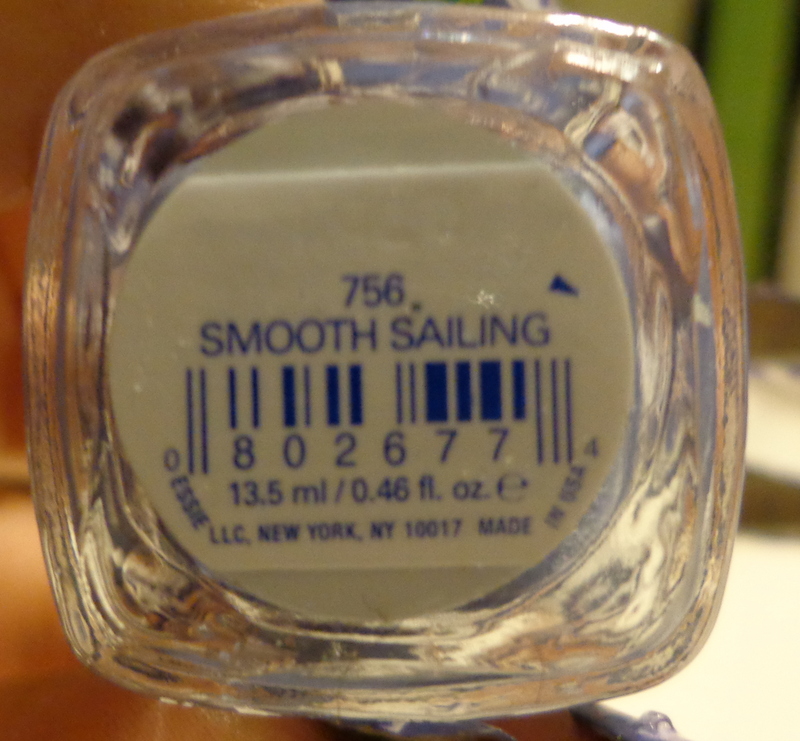 756
SMOOTH SAILING
0 802677 4
13.5 ml / 0.46 fl. oz. ℮
ESSIE LLC, NEW YORK, NY 10017 MADE IN USA